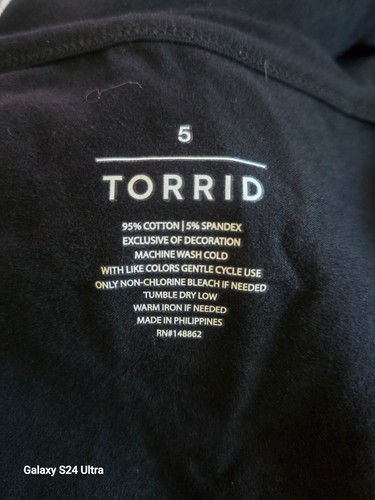 5
TORRID
95% COTTON | 5% SPANDEX
EXCLUSIVE OF DECORATION
MACHINE WASH COLD
WITH LIKE COLORS GENTLE CYCLE USE
ONLY NON-CHLORINE BLEACH IF NEEDED
TUMBLE DRY LOW
WARM IRON IF NEEDED
MADE IN PHILIPPINES
RN#148862
Galaxy S24 Ultra